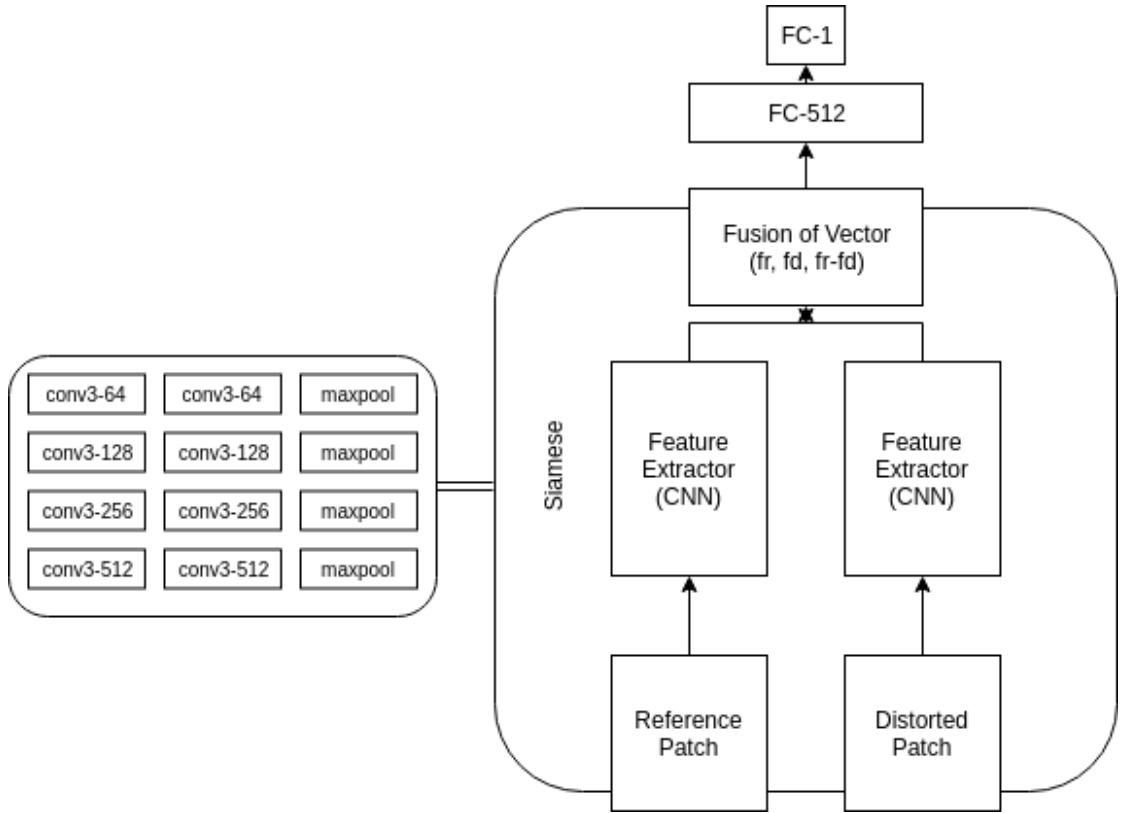 FC-1
FC-512
Fusion of Vector
(fr, fd, fr-fd)
conv3-64 conv3-64 maxpool
conv3-128 conv3-128 maxpool
conv3-256 conv3-256 maxpool
conv3-512 conv3-512 maxpool
Siamese
Feature
Extractor
(CNN)
Feature
Extractor
(CNN)
Reference
Patch
Distorted
Patch